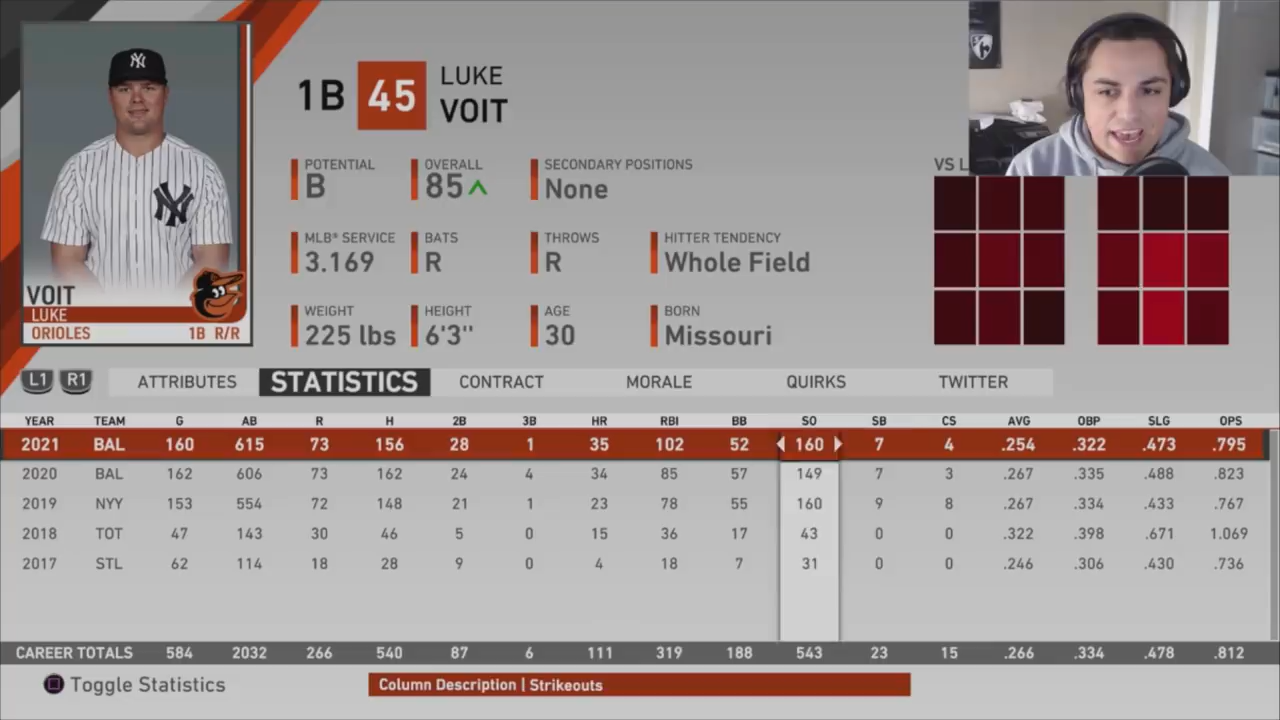 1B 45 LUKE
VOIT
POTENTIAL OVERALL SECONDARY POSITIONS VS L
B 85 None
MLB® SERVICE BATS THROWS HITTER TENDENCY
3.169 R R Whole Field
VOIT
LUKE
ORIOLES 1B R/R
WEIGHT HEIGHT AGE BORN
225 lbs 6'3" 30 Missouri
L1 R1 ATTRIBUTES STATISTICS CONTRACT MORALE QUIRKS TWITTER
YEAR TEAM G AB R H 2B 3B HR RBI BB SO SB CS AVG OBP SLG OPS
2021 BAL 160 615 73 156 28 1 35 102 52 160 7 4 .254 .322 .473 .795
2020 BAL 162 606 73 162 24 4 34 85 57 149 7 3 .267 .335 .488 .823
2019 NYY 153 554 72 148 21 1 23 78 55 160 9 8 .267 .334 .433 .767
2018 TOT 47 143 30 46 5 0 15 36 17 43 0 0 .322 .398 .671 1.069
2017 STL 62 114 18 28 9 0 4 18 7 31 0 0 .246 .306 .430 .736
CAREER TOTALS 584 2032 266 540 87 6 111 319 188 543 23 15 .266 .334 .478 .812
Toggle Statistics Column Description | Strikeouts